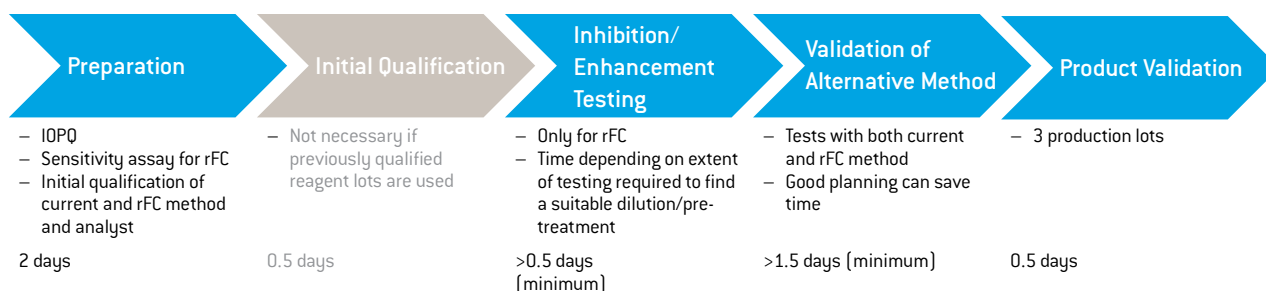 Preparation
Initial Qualification
Inhibition/
Enhancement
Testing
Validation of
Alternative Method
Product Validation
– IOPQ
– Sensitivity assay for rFC
– Initial qualification of
current and rFC method
and analyst
2 days
– Not necessary if
previously qualified
reagent lots are used
0.5 days
– Only for rFC
– Time depending on extent
of testing required to find
a suitable dilution/pre-
treatment
>0.5 days
(minimum)
– Tests with both current
and rFC method
– Good planning can save
time
>1.5 days (minimum)
– 3 production lots
0.5 days